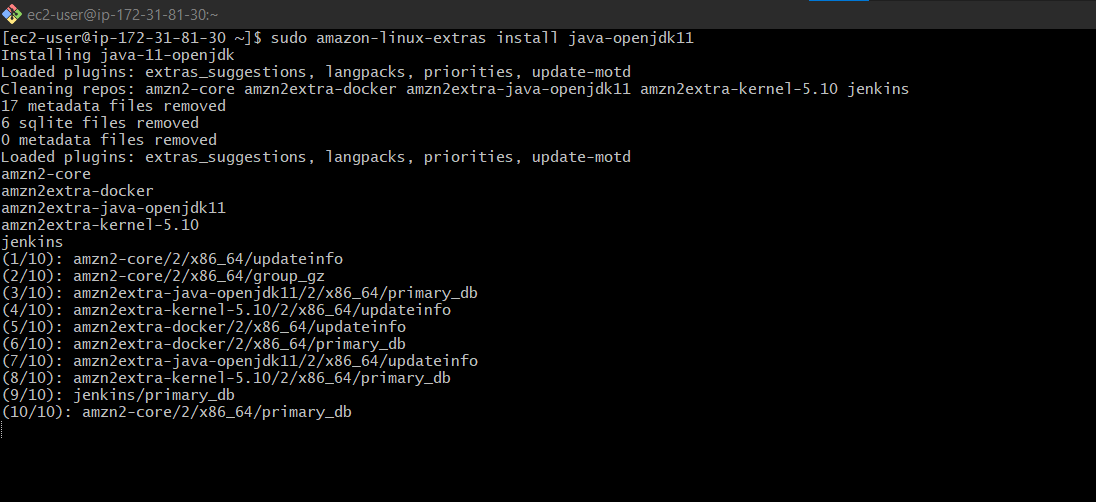 ec2-user@ip-172-31-81-30:~
[ec2-user@ip-172-31-81-30 ~]$ sudo amazon-linux-extras install java-openjdk11
Installing java-11-openjdk
Loaded plugins: extras_suggestions, langpacks, priorities, update-motd
Cleaning repos: amzn2-core amzn2extra-docker amzn2extra-java-openjdk11 amzn2extra-kernel-5.10 jenkins
17 metadata files removed
6 sqlite files removed
0 metadata files removed
Loaded plugins: extras_suggestions, langpacks, priorities, update-motd
amzn2-core
amzn2extra-docker
amzn2extra-java-openjdk11
amzn2extra-kernel-5.10
jenkins
(1/10): amzn2-core/2/x86_64/updateinfo
(2/10): amzn2-core/2/x86_64/group_gz
(3/10): amzn2extra-java-openjdk11/2/x86_64/primary_db
(4/10): amzn2extra-kernel-5.10/2/x86_64/updateinfo
(5/10): amzn2extra-docker/2/x86_64/updateinfo
(6/10): amzn2extra-docker/2/x86_64/primary_db
(7/10): amzn2extra-java-openjdk11/2/x86_64/updateinfo
(8/10): amzn2extra-kernel-5.10/2/x86_64/primary_db
(9/10): jenkins/primary_db
(10/10): amzn2-core/2/x86_64/primary_db